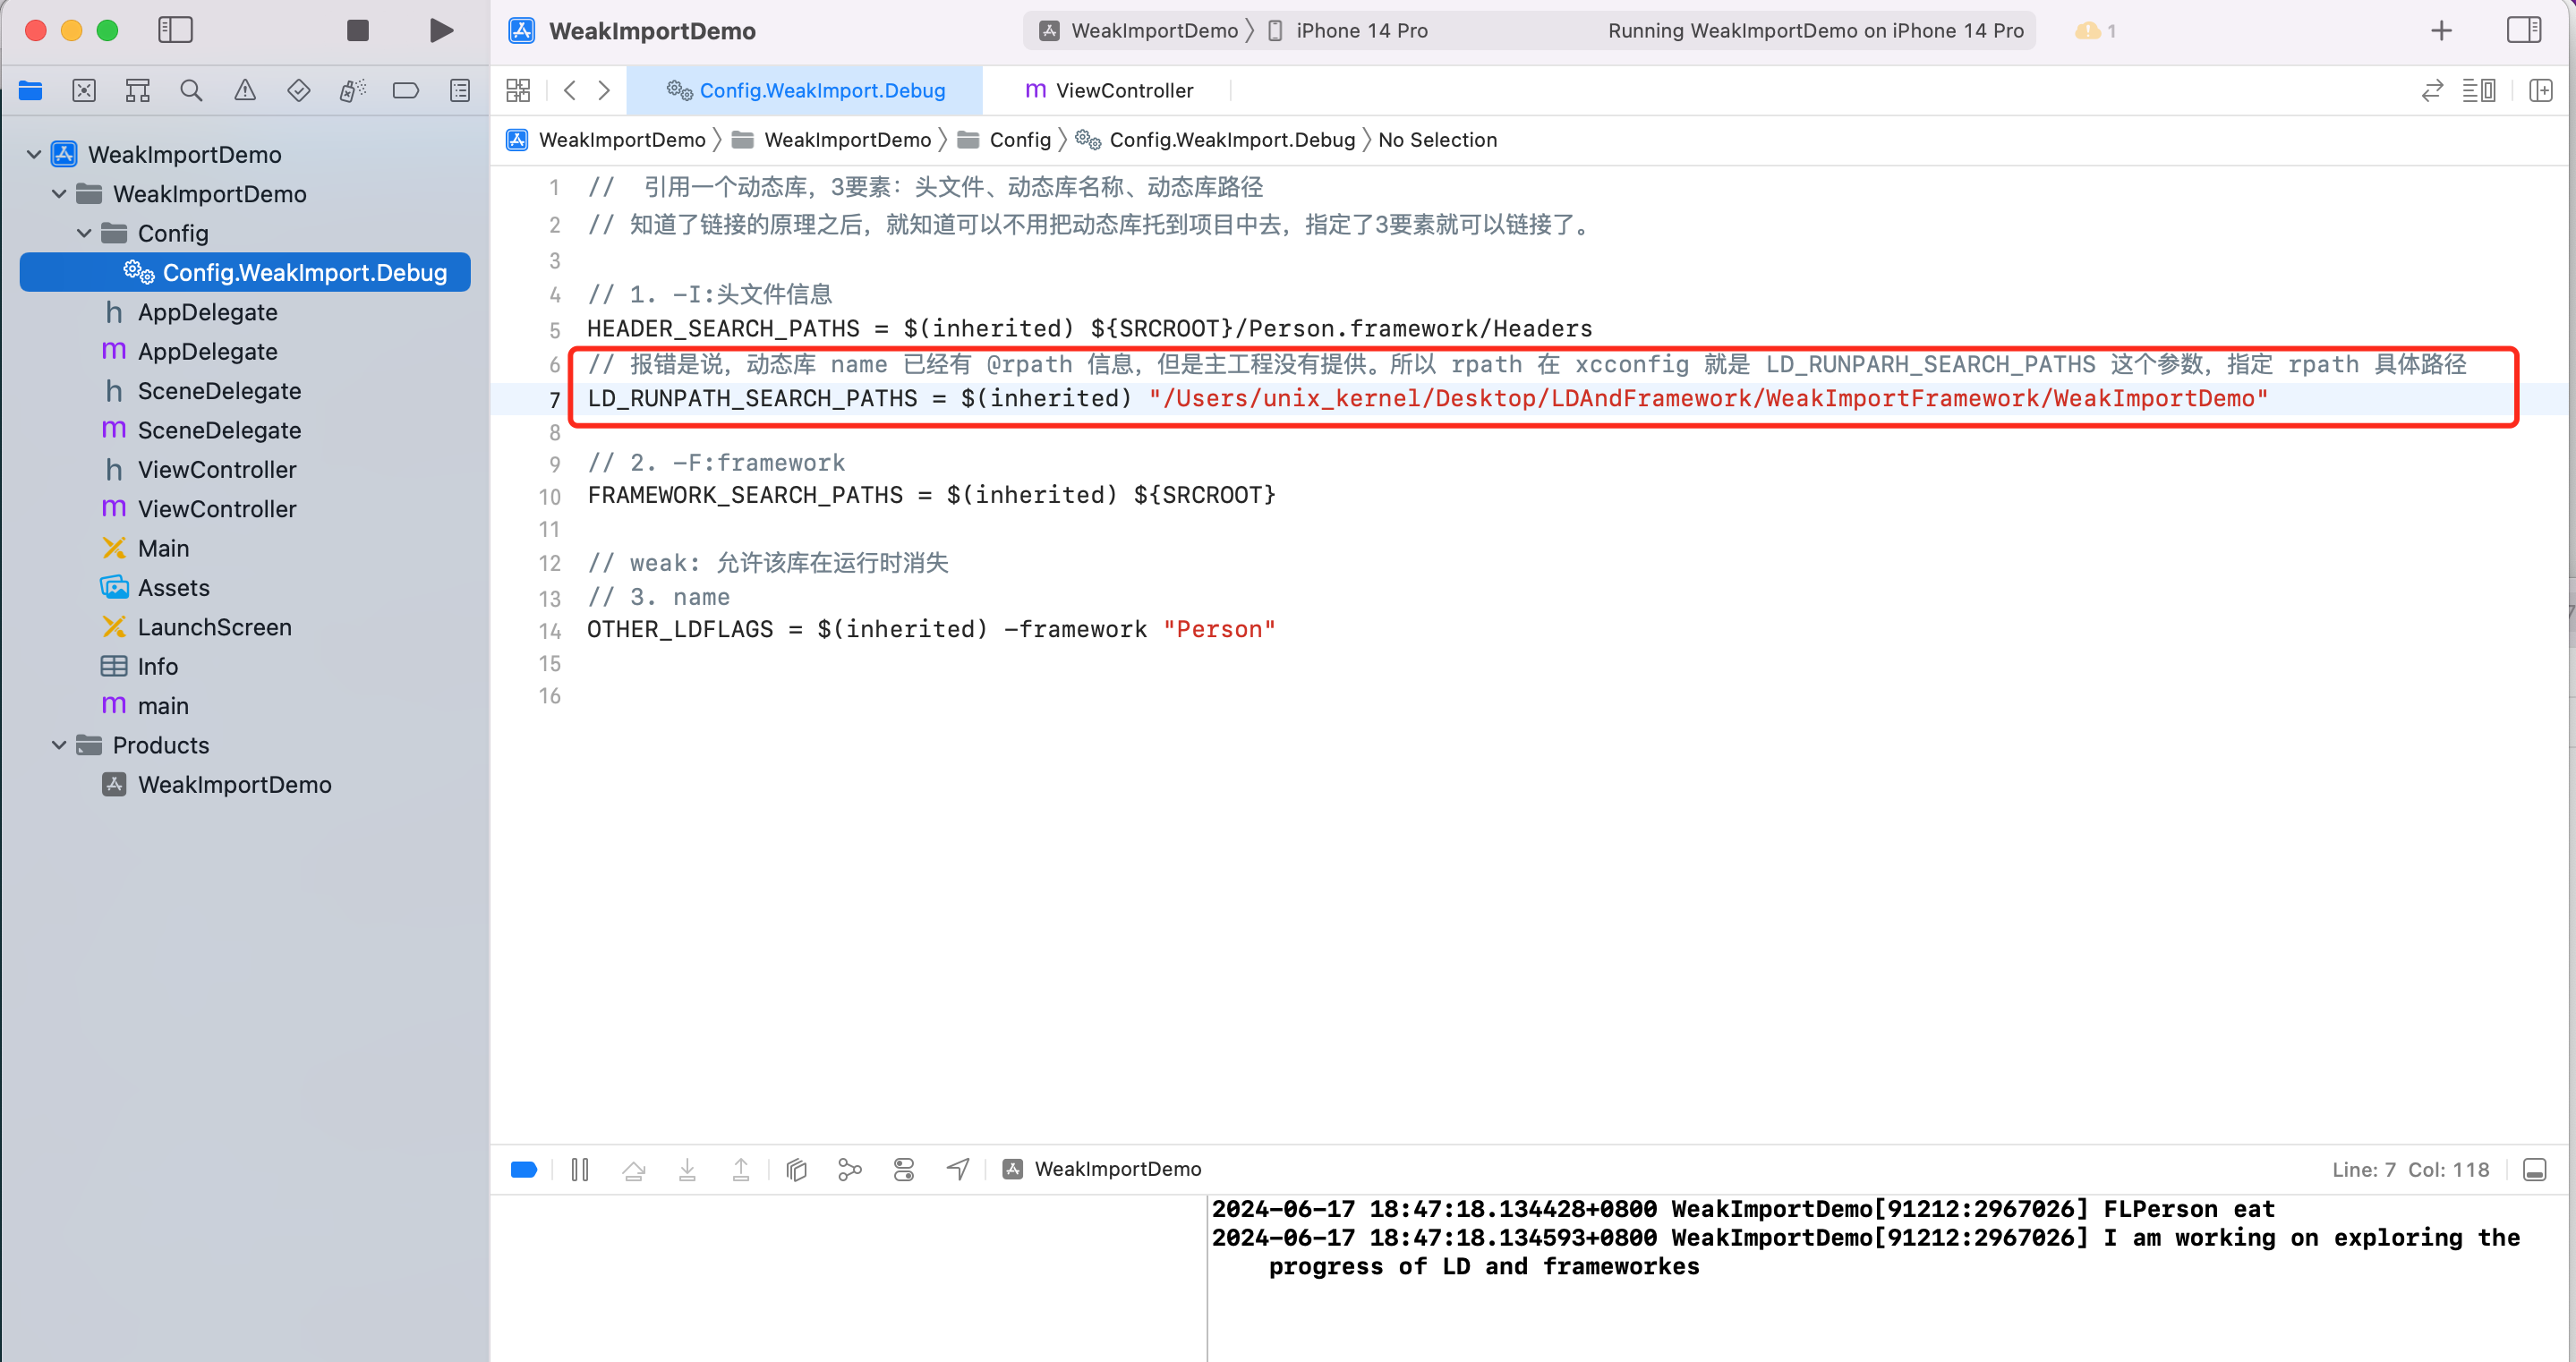 WeakImportDemo
WeakImportDemo
iPhone 14 Pro
Running WeakImportDemo on iPhone 14 Pro
1
Config.WeakImport.Debug
m ViewController
WeakImportDemo
WeakImportDemo
Config
Config.WeakImport.Debug
No Selection
WeakImportDemo
WeakImportDemo
Config
Config.WeakImport.Debug
h AppDelegate
m AppDelegate
h SceneDelegate
m SceneDelegate
h ViewController
m ViewController
Main
Assets
LaunchScreen
Info
m main
Products
WeakImportDemo
1 //  引用一个动态库，3要素：头文件、动态库名称、动态库路径
2 // 知道了链接的原理之后，就知道可以不用把动态库托到项目中去，指定了3要素就可以链接了。
3
4 // 1. -I:头文件信息
5 HEADER_SEARCH_PATHS = $(inherited) ${SRCROOT}/Person.framework/Headers
6 // 报错是说，动态库 name 已经有 @rpath 信息，但是主工程没有提供。所以 rpath 在 xcconfig 就是 LD_RUNPARH_SEARCH_PATHS 这个参数，指定 rpath 具体路径
7 LD_RUNPATH_SEARCH_PATHS = $(inherited) "/Users/unix_kernel/Desktop/LDAndFramework/WeakImportFramework/WeakImportDemo"
8
9 // 2. -F:framework
10 FRAMEWORK_SEARCH_PATHS = $(inherited) ${SRCROOT}
11
12 // weak: 允许该库在运行时消失
13 // 3. name
14 OTHER_LDFLAGS = $(inherited) -framework "Person"
15
16
WeakImportDemo
Line: 7 Col: 118
2024-06-17 18:47:18.134428+0800 WeakImportDemo[91212:2967026] FLPerson eat
2024-06-17 18:47:18.134593+0800 WeakImportDemo[91212:2967026] I am working on exploring the
progress of LD and frameworkes